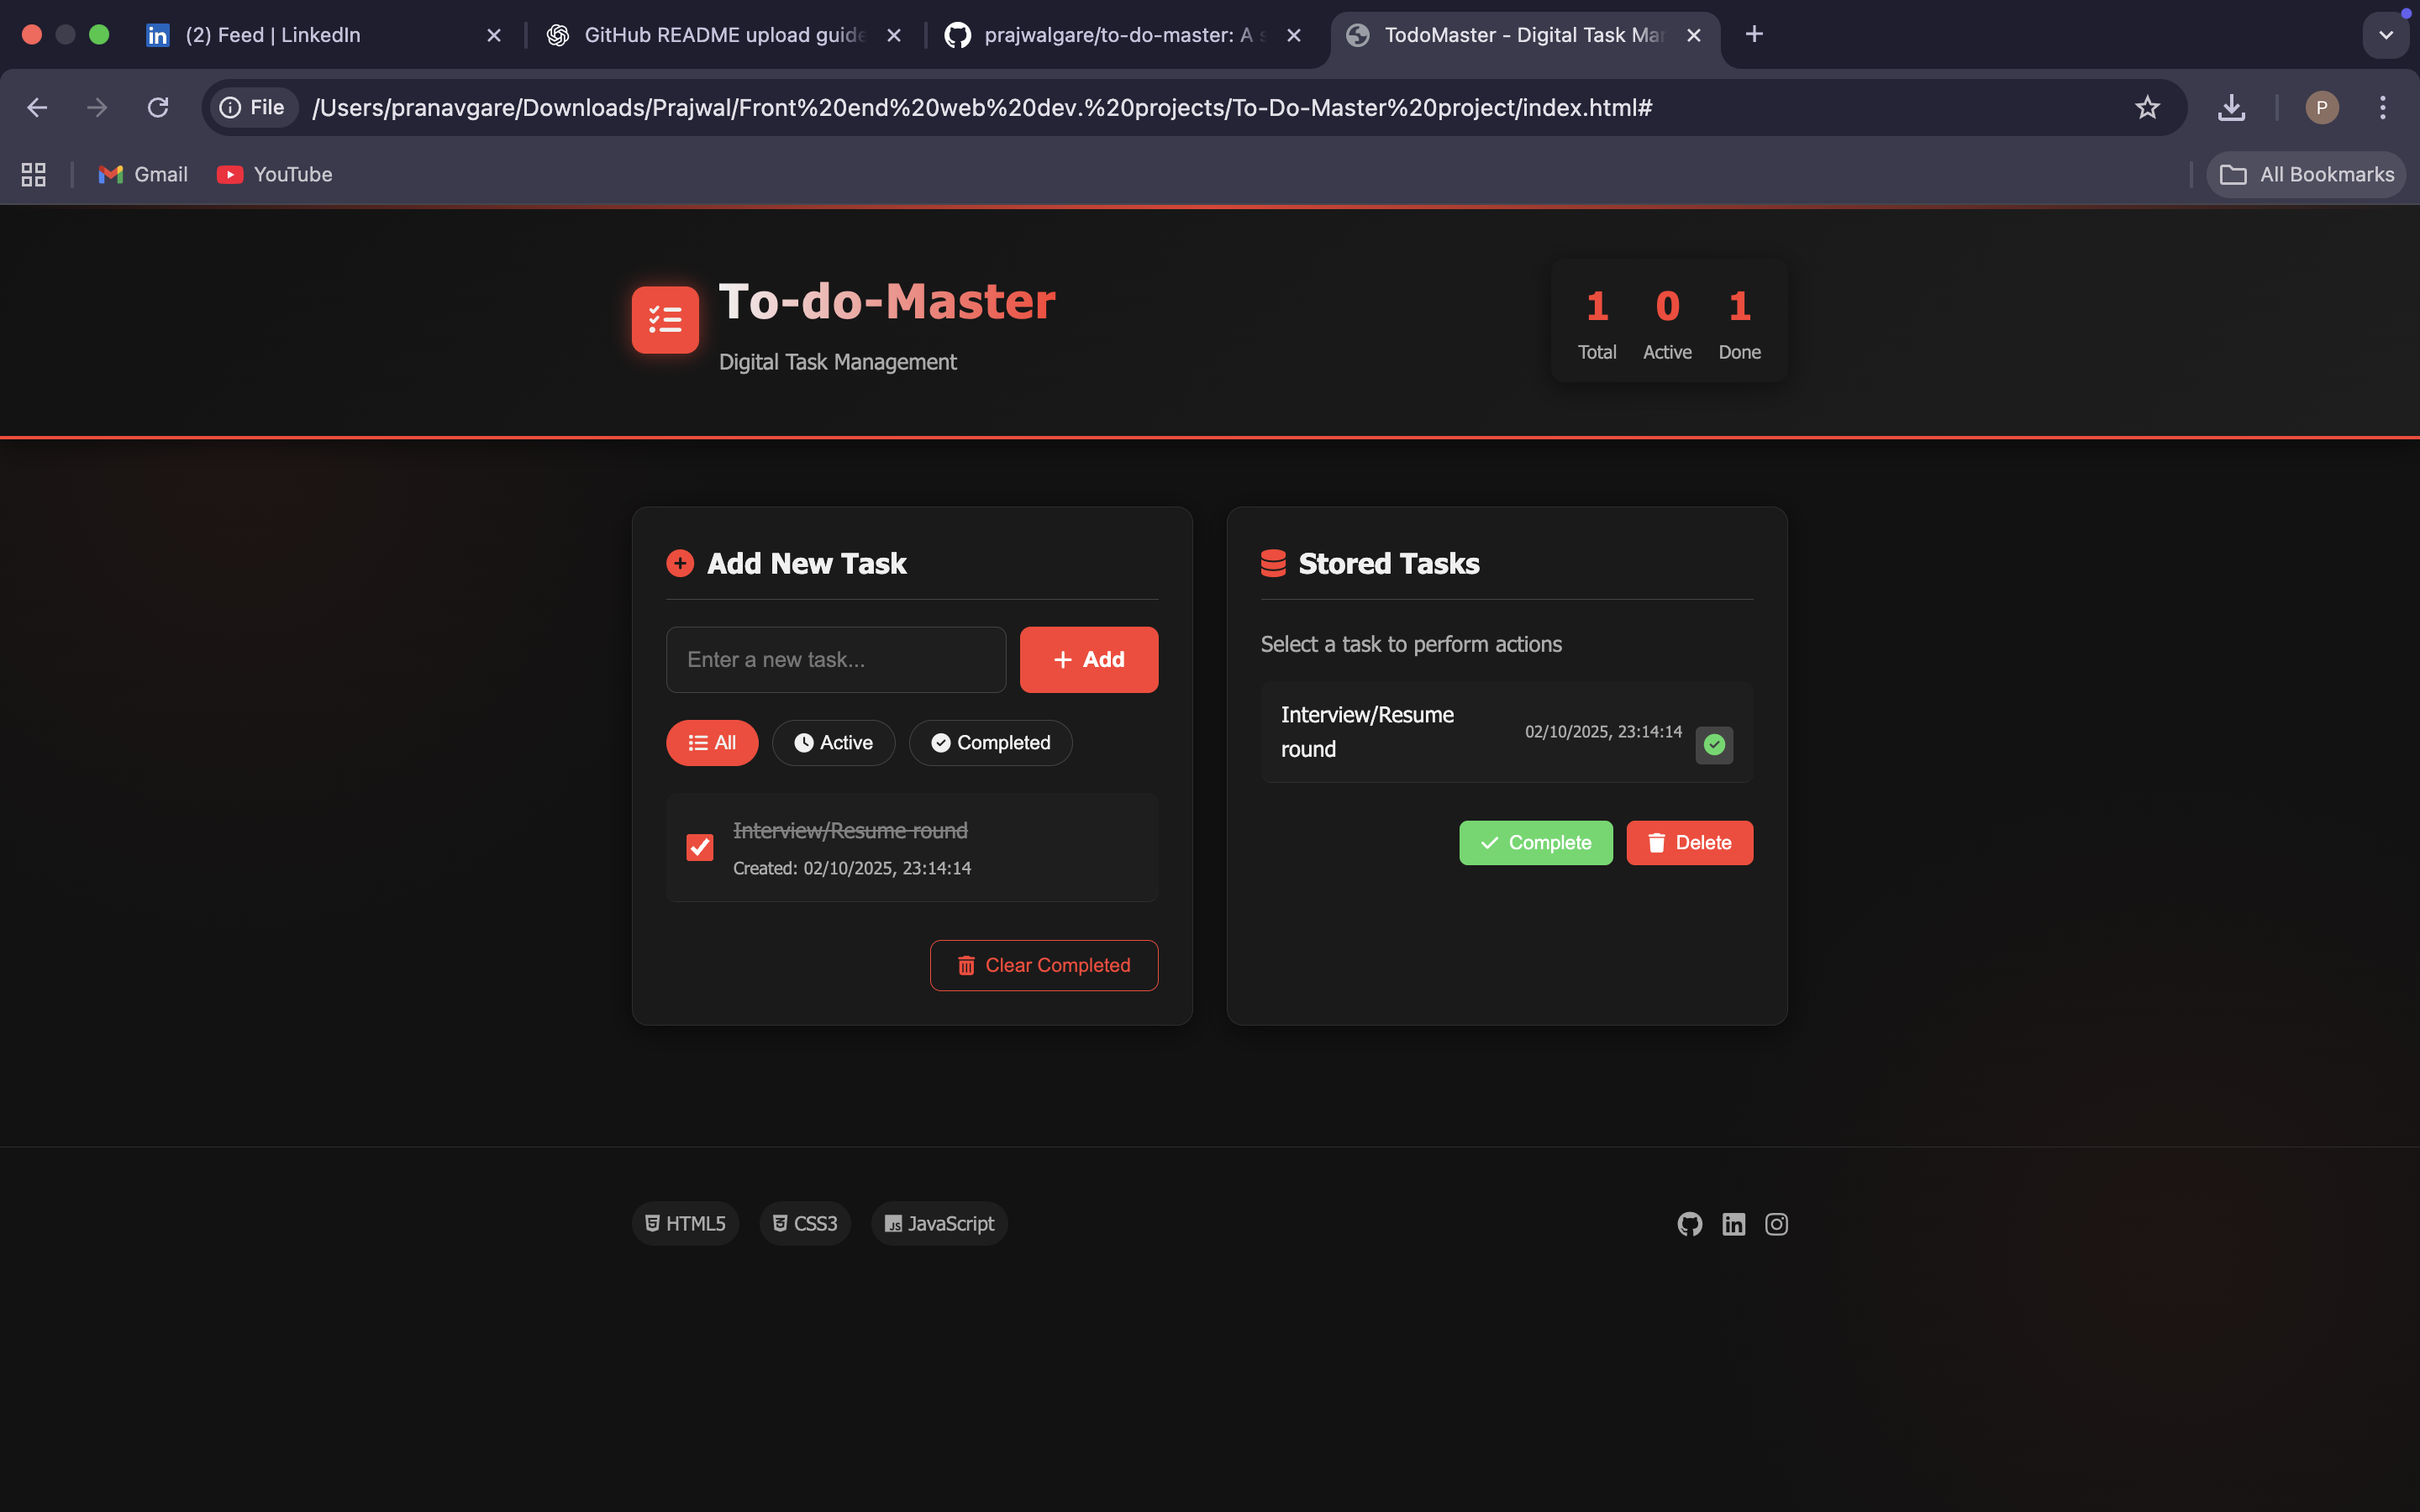 (2) Feed | LinkedIn
GitHub README upload guide
prajwalgare/to-do-master: A s
TodoMaster - Digital Task Mar
File
/Users/pranavgare/Downloads/Prajwal/Front%20end%20web%20dev.%20projects/To-Do-Master%20project/index.html#
P
Gmail
YouTube
All Bookmarks
To-do-Master
Digital Task Management
1 0 1
Total Active Done
Add New Task
Enter a new task...
+ Add
All
Active
Completed
Interview/Resume round
Created: 02/10/2025, 23:14:14
Clear Completed
Stored Tasks
Select a task to perform actions
Interview/Resume
round
02/10/2025, 23:14:14
Complete
Delete
HTML5
CSS3
JavaScript